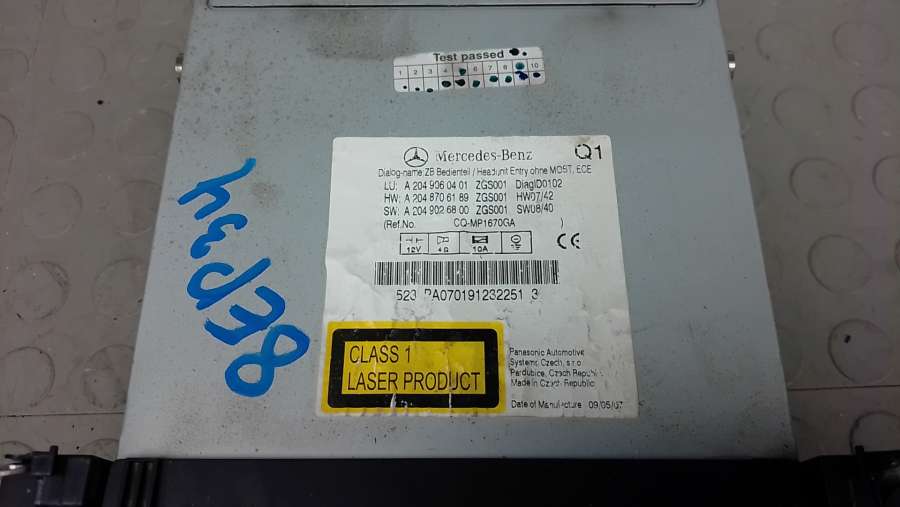 Test passed
1 2 3 4 5 6 7 8 9 10
Mercedes-Benz Q1
Dialog-name: ZB Bedienteil / Headunit Entry ohne MOST, ECE
LU: A 204 906 04 01 ZGS001 DiagID0102
HW: A 204 870 61 89 ZGS001 HW07/42
SW: A 204 902 68 00 ZGS001 SW08/40
(Ref.No. CQ-MP1670GA )
12V 4Ω 10A CE
523 PA070191232251 3
CLASS 1
LASER PRODUCT
Panasonic Automotive
Systems Czech, s.r.o
Pardubice, Czech Republic
Made in Czech Republic
Date of Manufacture 09/05/07